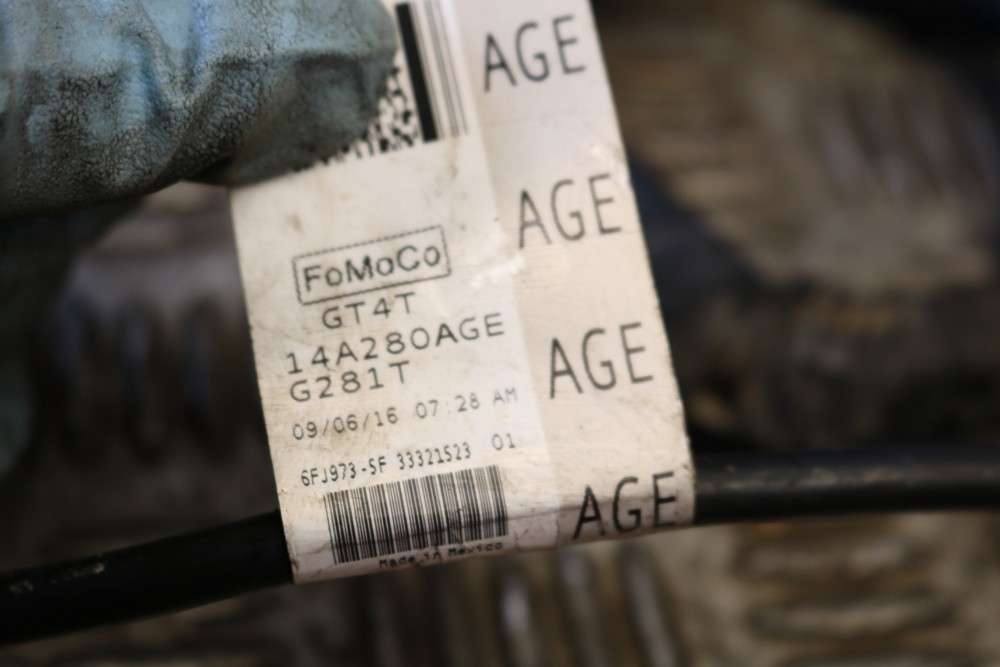 FoMoCo
GT4T
14A280AGE
G281T
09/06/16 07:28 AM
6FJ973-5F 33321523 01
Made in Mexico
AGE
AGE
AGE
AGE